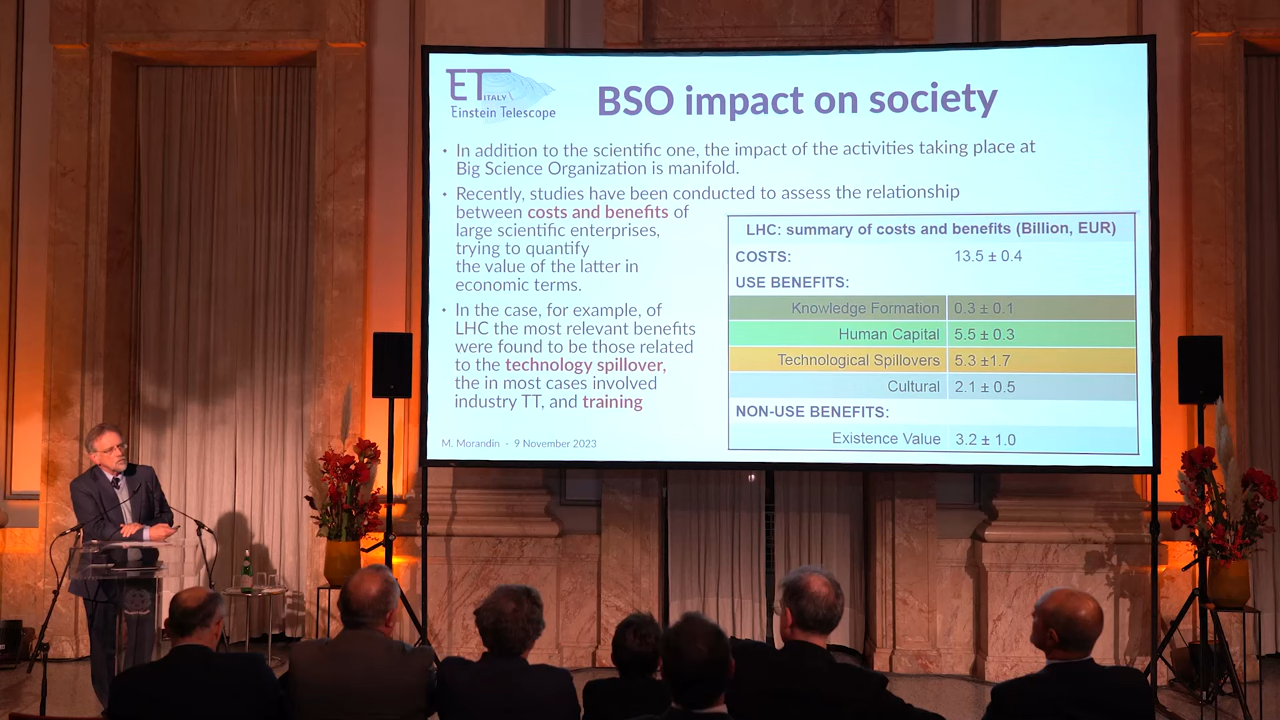 ET ITALY
Einstein Telescope
BSO impact on society
• In addition to the scientific one, the impact of the activities taking place at
Big Science Organization is manifold.
• Recently, studies have been conducted to assess the relationship
between costs and benefits of
large scientific enterprises,
trying to quantify
the value of the latter in
economic terms.
• In the case, for example, of
LHC the most relevant benefits
were found to be those related
to the technology spillover,
the in most cases involved
industry TT, and training
LHC: summary of costs and benefits (Billion, EUR)
COSTS: 13.5 ± 0.4
USE BENEFITS:
Knowledge Formation 0.3 ± 0.1
Human Capital 5.5 ± 0.3
Technological Spillovers 5.3 ±1.7
Cultural 2.1 ± 0.5
NON-USE BENEFITS:
Existence Value 3.2 ± 1.0
M. Morandin - 9 November 2023